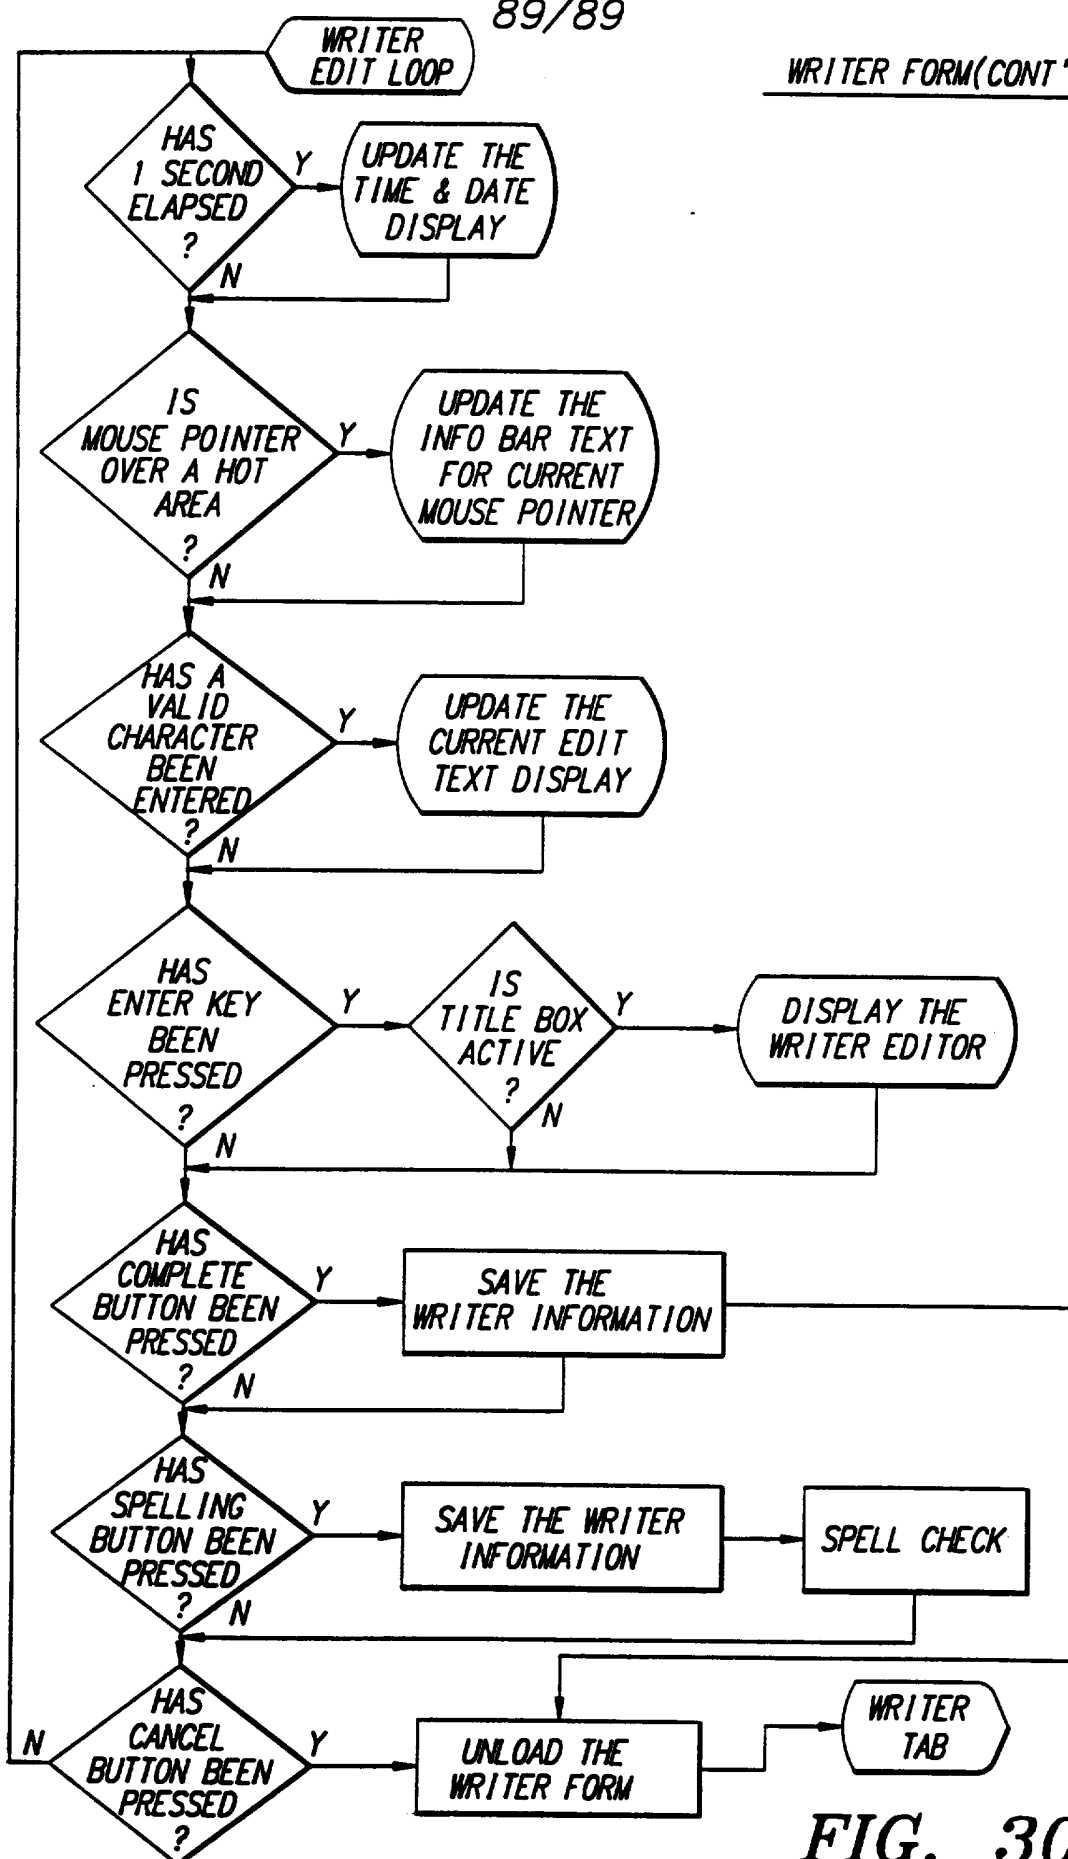 89/89
WRITER
EDIT LOOP
WRITER FORM(CONT'
HAS
1 SECOND
ELAPSED
?
Y
UPDATE THE
TIME & DATE
DISPLAY
N
IS
MOUSE POINTER
OVER A HOT
AREA
?
Y
UPDATE THE
INFO BAR TEXT
FOR CURRENT
MOUSE POINTER
N
HAS A
VALID
CHARACTER
BEEN
ENTERED
?
Y
UPDATE THE
CURRENT EDIT
TEXT DISPLAY
N
HAS
ENTER KEY
BEEN
PRESSED
?
Y
IS
TITLE BOX
ACTIVE
?
Y
DISPLAY THE
WRITER EDITOR
N
N
HAS
COMPLETE
BUTTON BEEN
PRESSED
?
Y
SAVE THE
WRITER INFORMATION
N
HAS
SPELLING
BUTTON BEEN
PRESSED
?
Y
SAVE THE WRITER
INFORMATION
SPELL CHECK
N
HAS
CANCEL
BUTTON BEEN
PRESSED
?
N
Y
UNLOAD THE
WRITER FORM
WRITER
TAB
FIG. 30